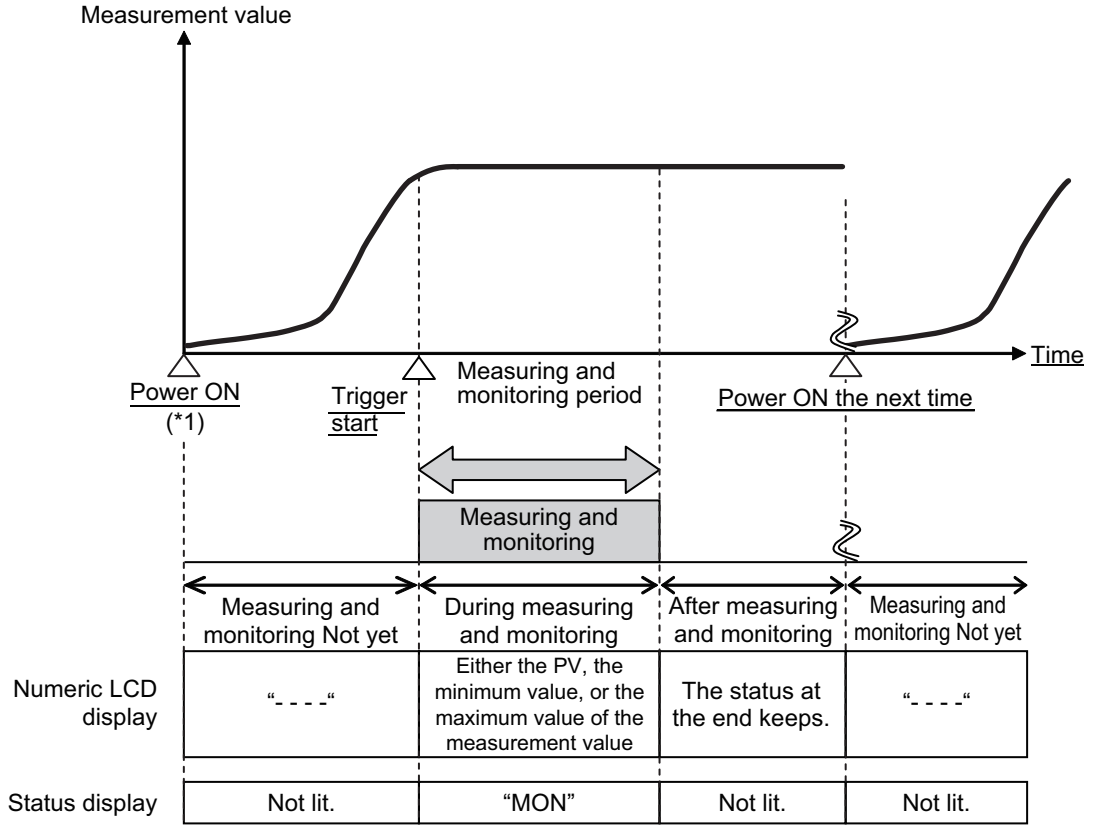 Measurement value
Time
Power ON
(*1)
Trigger
start
Measuring and
monitoring period
Power ON the next time
Measuring and
monitoring
Measuring and
monitoring Not yet
During measuring
and monitoring
After measuring
and monitoring
Measuring and
monitoring Not yet
Numeric LCD
display
“- - - -“
Either the PV, the
minimum value, or the
maximum value of the
measurement value
The status at
the end keeps.
“- - - -“
Status display
Not lit.
“MON”
Not lit.
Not lit.